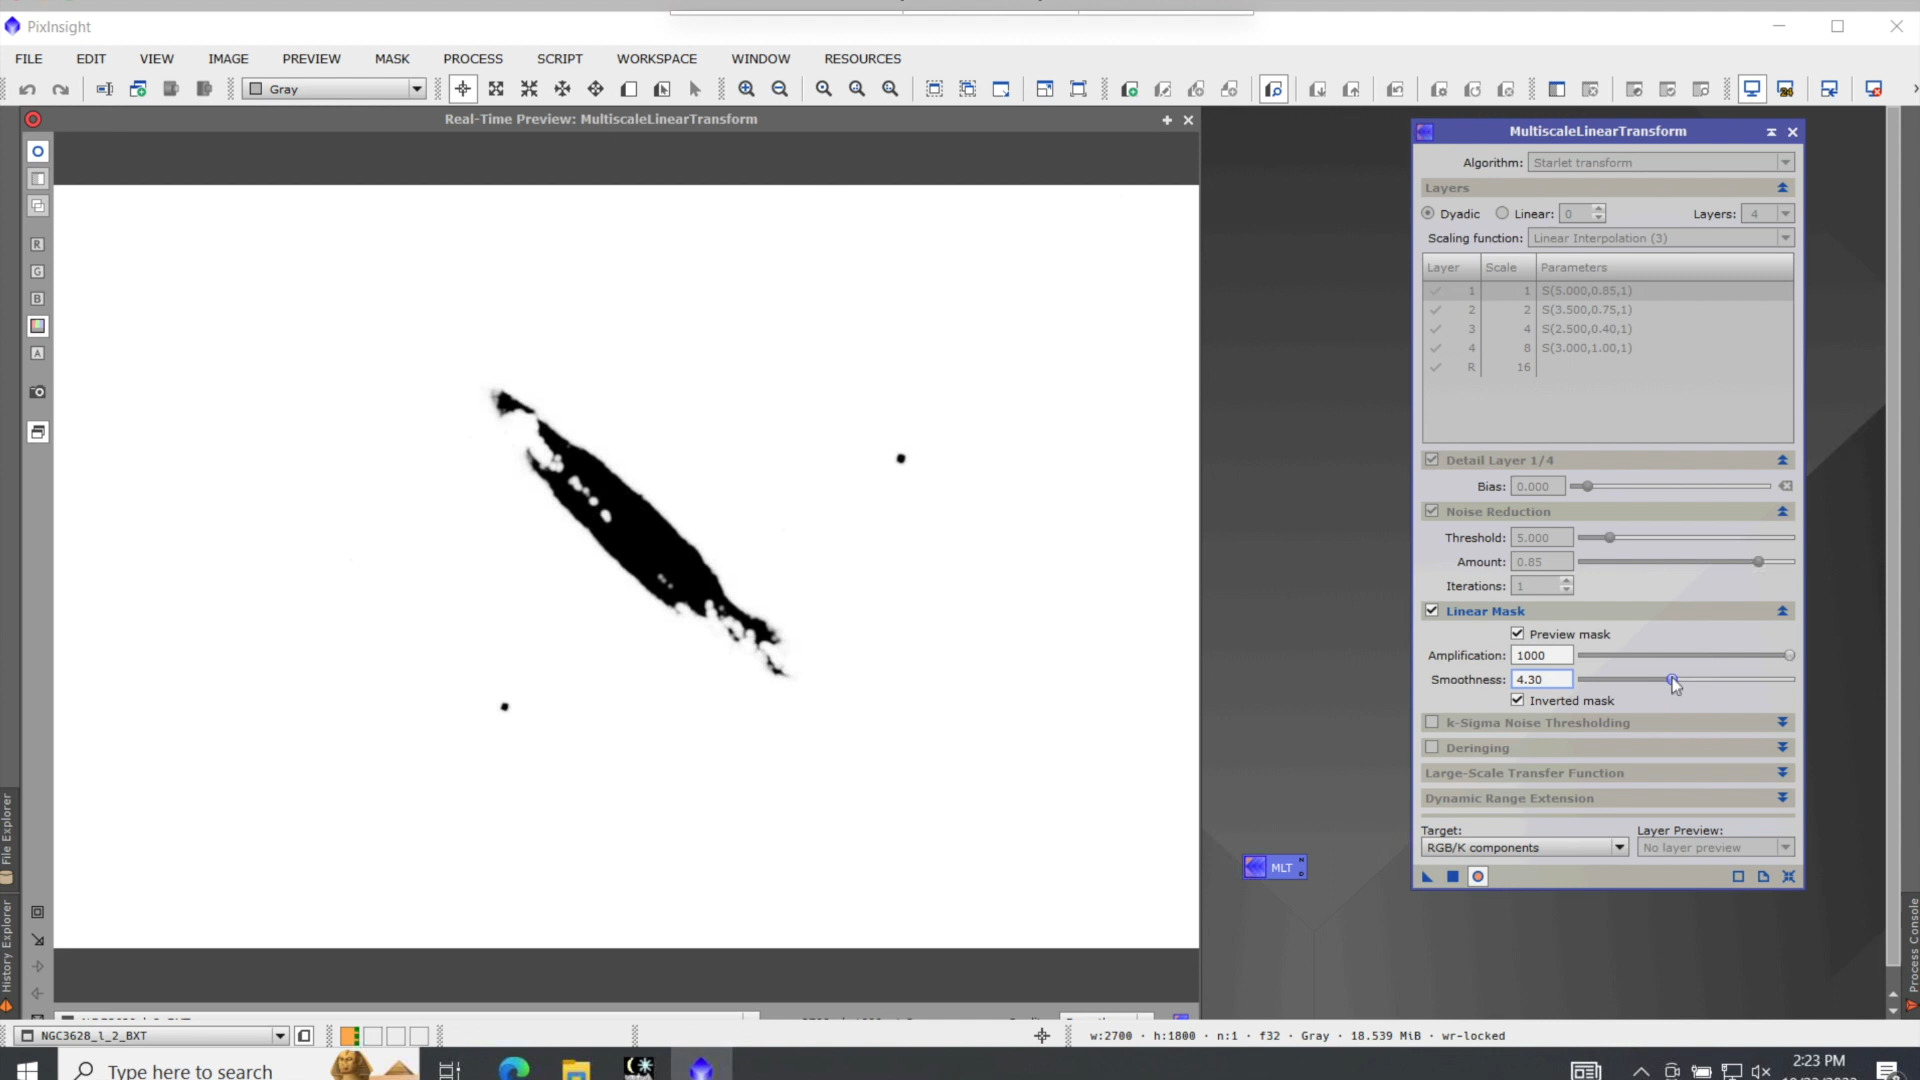 PixInsight
FILE EDIT VIEW IMAGE PREVIEW MASK PROCESS SCRIPT WORKSPACE WINDOW RESOURCES
Gray
Real-Time Preview: MultiscaleLinearTransform
R
G
B
A
MultiscaleLinearTransform
Algorithm: Starlet transform
Layers
Dyadic Linear: 0 Layers: 4
Scaling function: Linear Interpolation (3)
Layer Scale Parameters
1 1 S(5.000,0.85,1)
2 2 S(3.500,0.75,1)
3 4 S(2.500,0.40,1)
4 8 S(3.000,1.00,1)
R 16
Detail Layer 1/4
Bias: 0.000
Noise Reduction
Threshold: 5.000
Amount: 0.85
Iterations: 1
Linear Mask
Preview mask
Amplification: 1000
Smoothness: 4.30
Inverted mask
k-Sigma Noise Thresholding
Deringing
Large-Scale Transfer Function
Dynamic Range Extension
Target: Layer Preview:
RGB/K components No layer preview
MLT
File Explorer
History Explorer
Process Console
NGC3628_l_2_BXT
w:2700 · h:1800 · n:1 · f32 · Gray · 18.539 MiB · wr-locked
Type here to search
2:23 PM